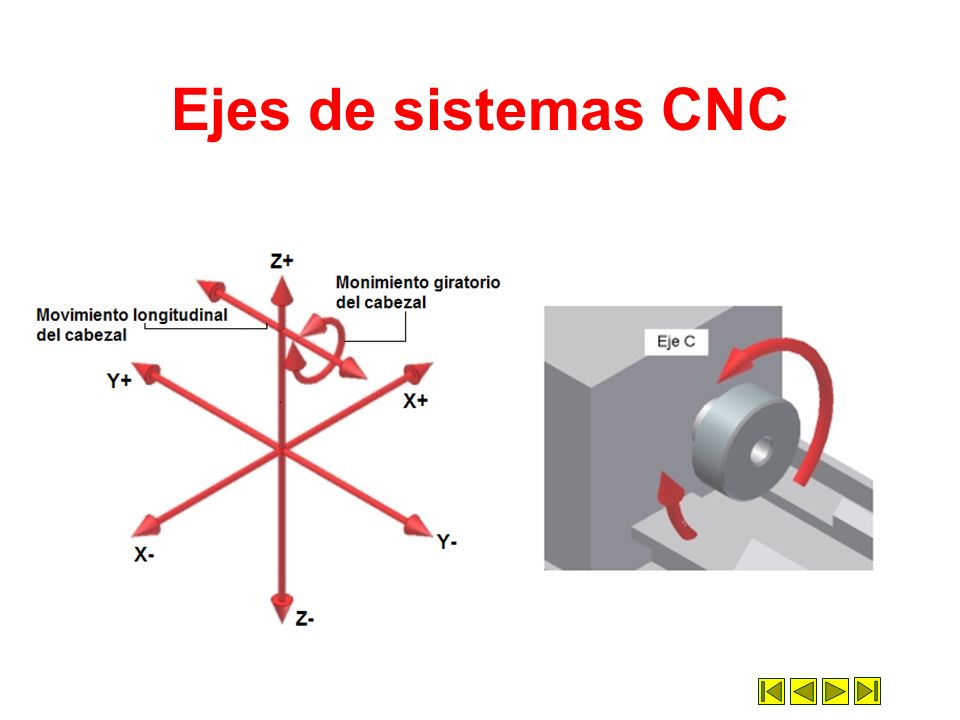 Ejes de sistemas CNC
Z+
Monimiento giratorio
del cabezal
Movimiento longitudinal
del cabezal
Y+
X+
X-
Y-
Z-
Eje C